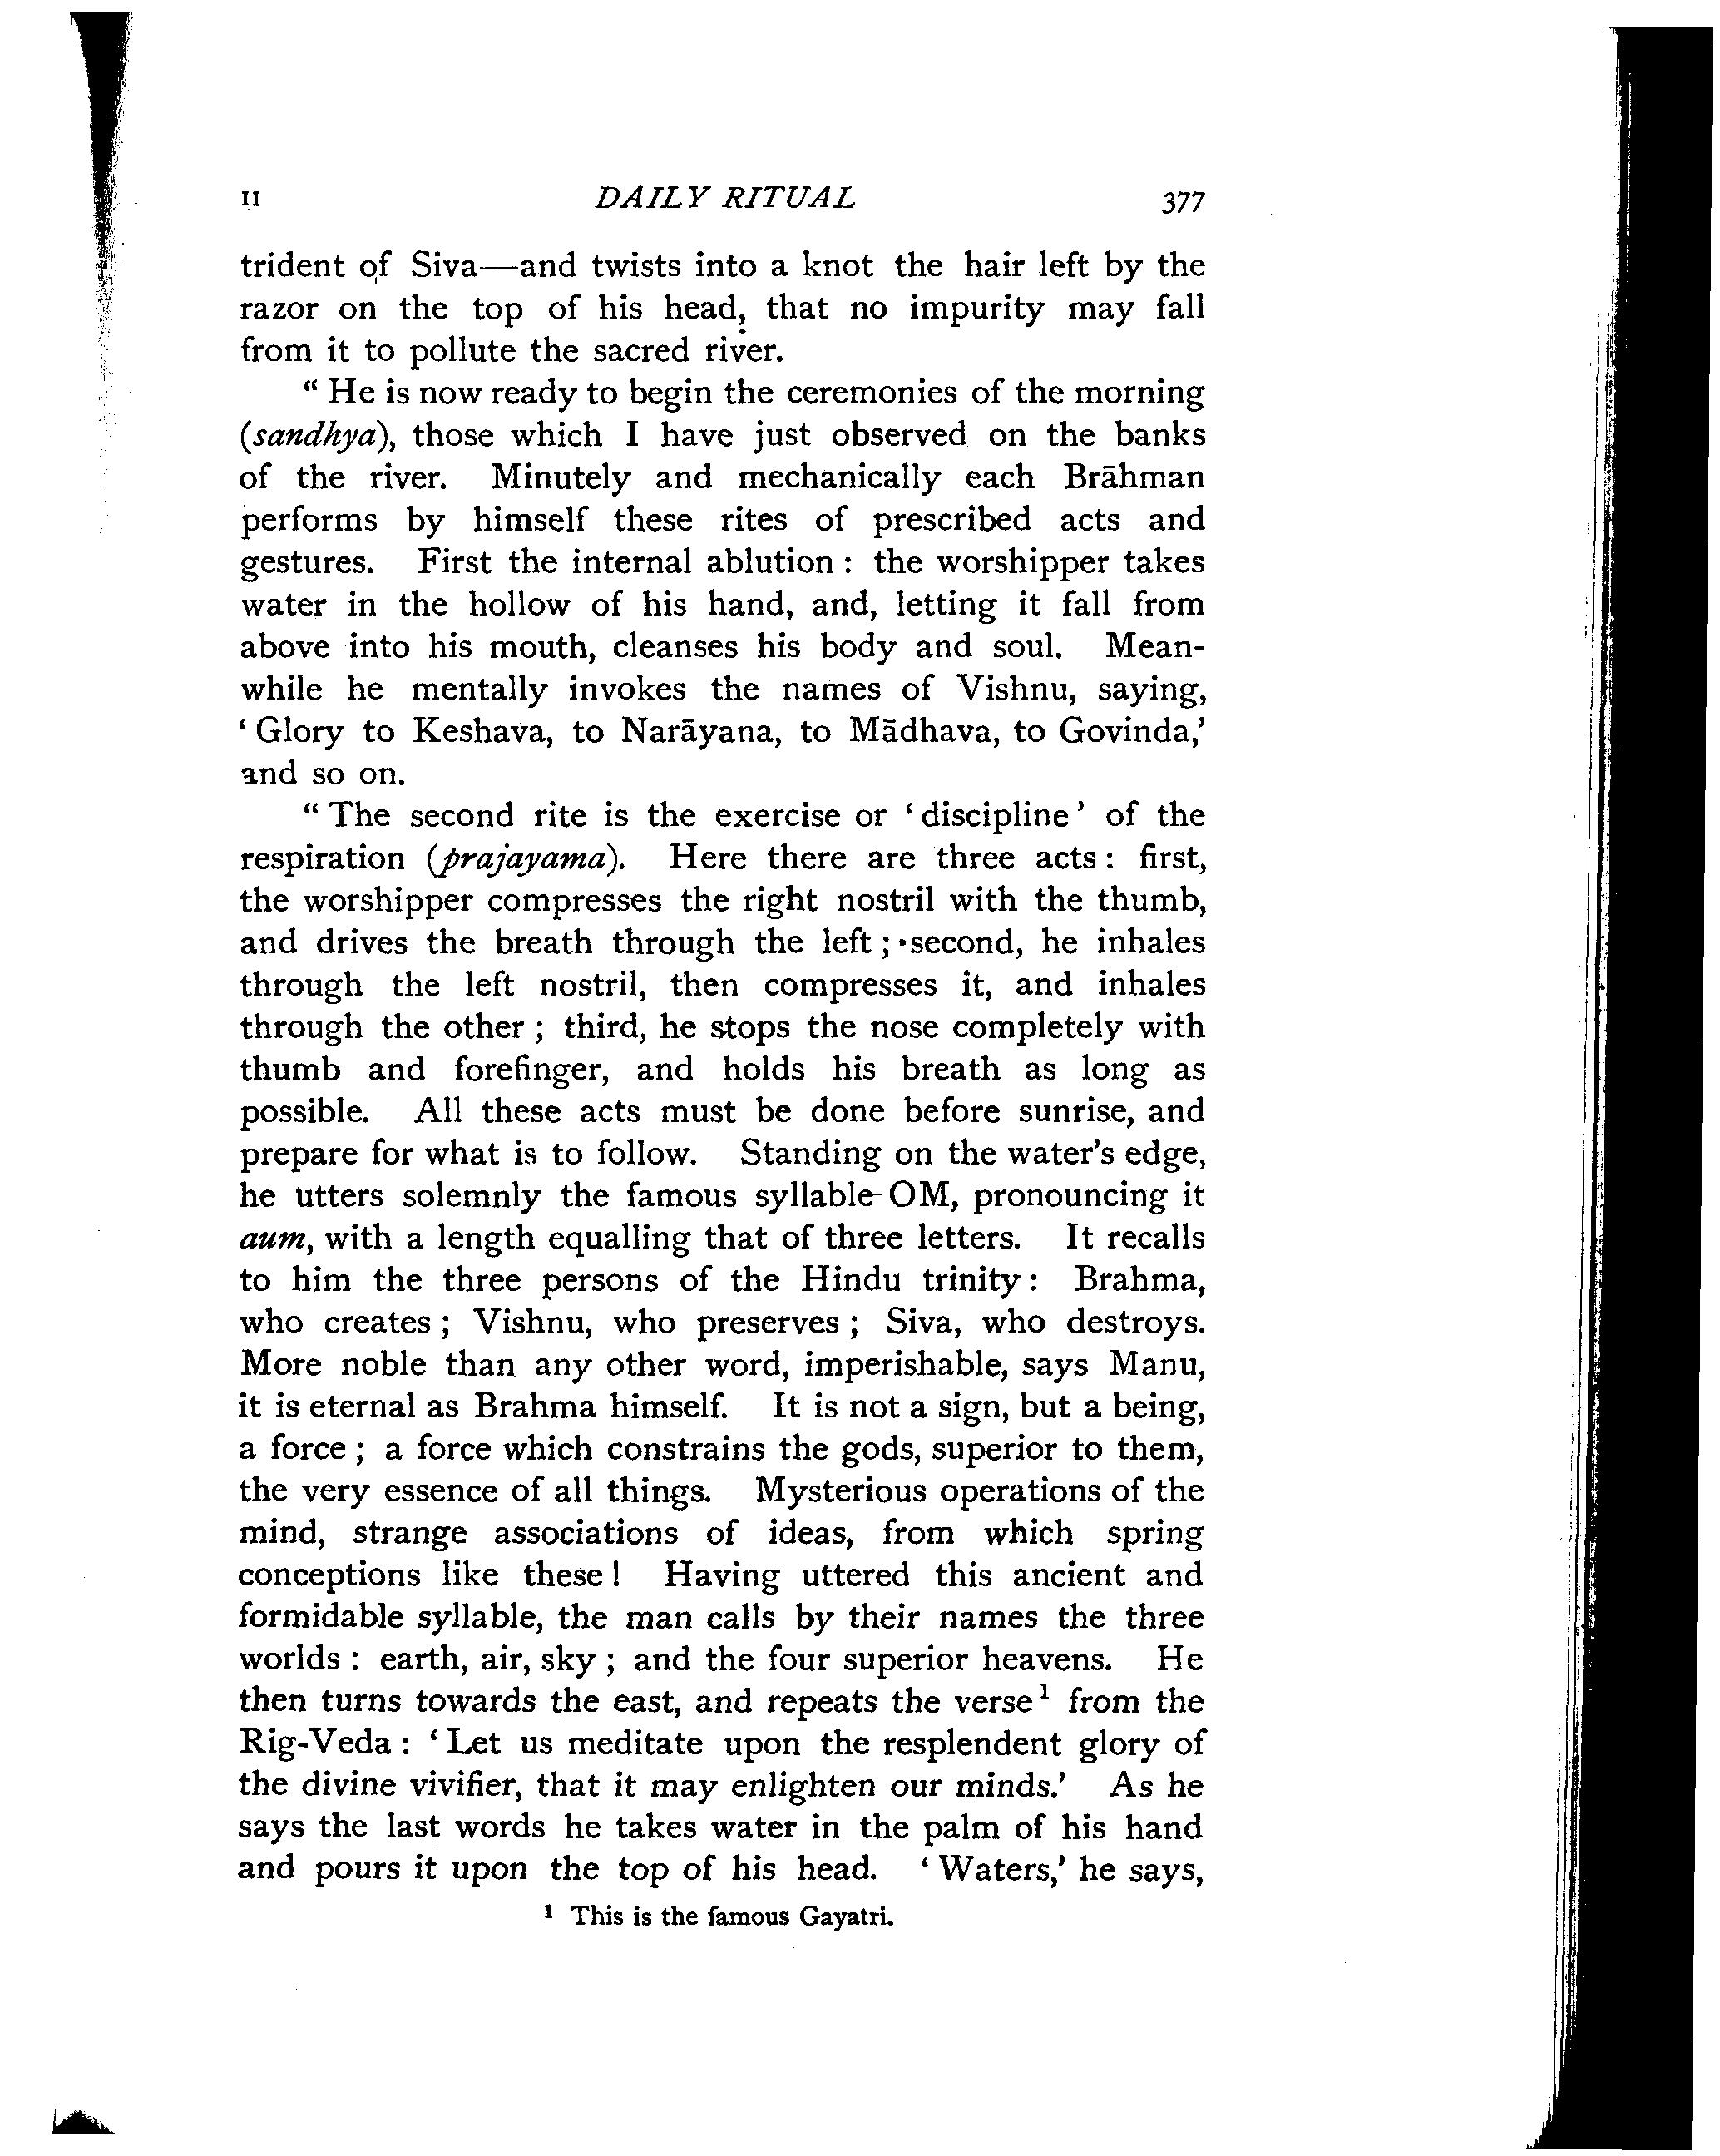 II DAILY RITUAL 377
trident of Siva—and twists into a knot the hair left by the
razor on the top of his head, that no impurity may fall
from it to pollute the sacred river.
“ He is now ready to begin the ceremonies of the morning
(sandhya), those which I have just observed on the banks
of the river. Minutely and mechanically each Brāhman
performs by himself these rites of prescribed acts and
gestures. First the internal ablution : the worshipper takes
water in the hollow of his hand, and, letting it fall from
above into his mouth, cleanses his body and soul. Mean-
while he mentally invokes the names of Vishnu, saying,
‘ Glory to Keshava, to Narāyana, to Mādhava, to Govinda,’
and so on.
“ The second rite is the exercise or ‘ discipline ’ of the
respiration (prajayama). Here there are three acts : first,
the worshipper compresses the right nostril with the thumb,
and drives the breath through the left ; second, he inhales
through the left nostril, then compresses it, and inhales
through the other ; third, he stops the nose completely with
thumb and forefinger, and holds his breath as long as
possible. All these acts must be done before sunrise, and
prepare for what is to follow. Standing on the water’s edge,
he utters solemnly the famous syllable OM, pronouncing it
aum, with a length equalling that of three letters. It recalls
to him the three persons of the Hindu trinity : Brahma,
who creates ; Vishnu, who preserves ; Siva, who destroys.
More noble than any other word, imperishable, says Manu,
it is eternal as Brahma himself. It is not a sign, but a being,
a force ; a force which constrains the gods, superior to them,
the very essence of all things. Mysterious operations of the
mind, strange associations of ideas, from which spring
conceptions like these ! Having uttered this ancient and
formidable syllable, the man calls by their names the three
worlds : earth, air, sky ; and the four superior heavens. He
then turns towards the east, and repeats the verse¹ from the
Rig-Veda : ‘ Let us meditate upon the resplendent glory of
the divine vivifier, that it may enlighten our minds.’ As he
says the last words he takes water in the palm of his hand
and pours it upon the top of his head. ‘ Waters,’ he says,
¹ This is the famous Gayatri.